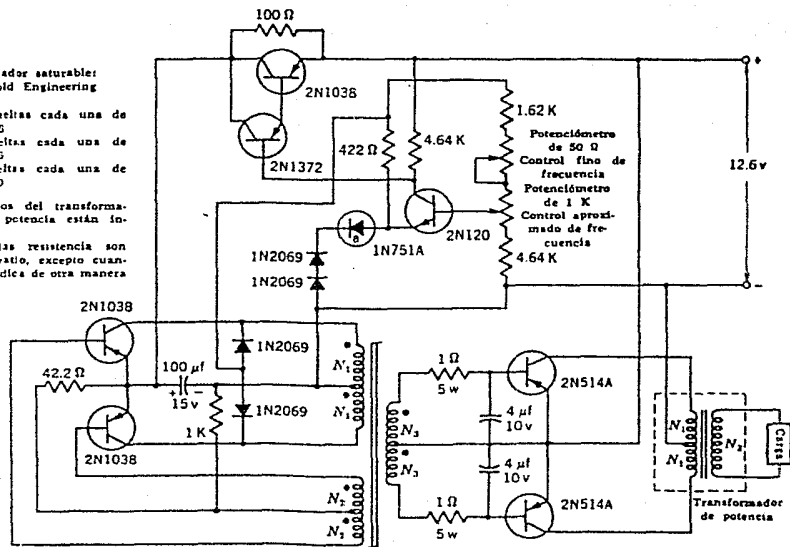 100 Ω
ador saturable:
ld Engineering
eltas cada una de
eltas cada una de
eltas cada una de
os del transforma-
potencia están in-
as resistencia son
vatio, excepto cuan-
dica de otra manera
2N1038
2N1372
422 Ω
4.64 K
1.62 K
Potenciómetro
de 50 Ω
Control fino de
frecuencia
Potenciómetro
de 1 K
Control aproxi-
mado de fre-
cuencia
+
12.6 v
−
2N120
1N751A
4.64 K
1N2069
1N2069
2N1038
42.2 Ω
100 μf
+ −
15 v
1N2069
1N2069
1 K
2N1038
N₁
N₁
N₂
N₂
N₃
N₃
1 Ω
5 w
4 μf
10 v
4 μf
10 v
1 Ω
5 w
2N514A
2N514A
N₁
N₁
N₂
Carga
Transformador
de potencia